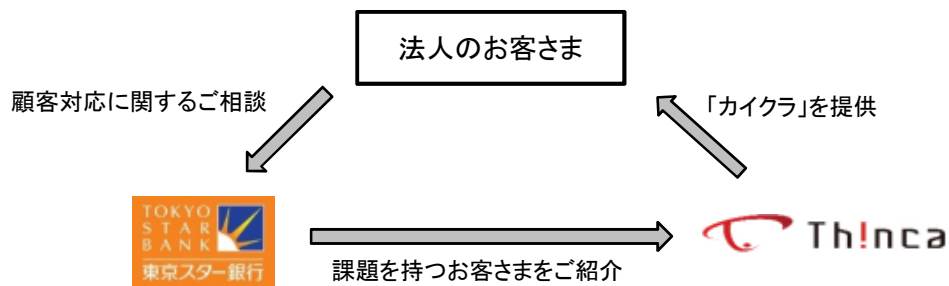 法人のお客さま
顧客対応に関するご相談
「カイクラ」を提供
TOKYO
STAR
BANK
東京スター銀行
Th!nca
課題を持つお客さまをご紹介